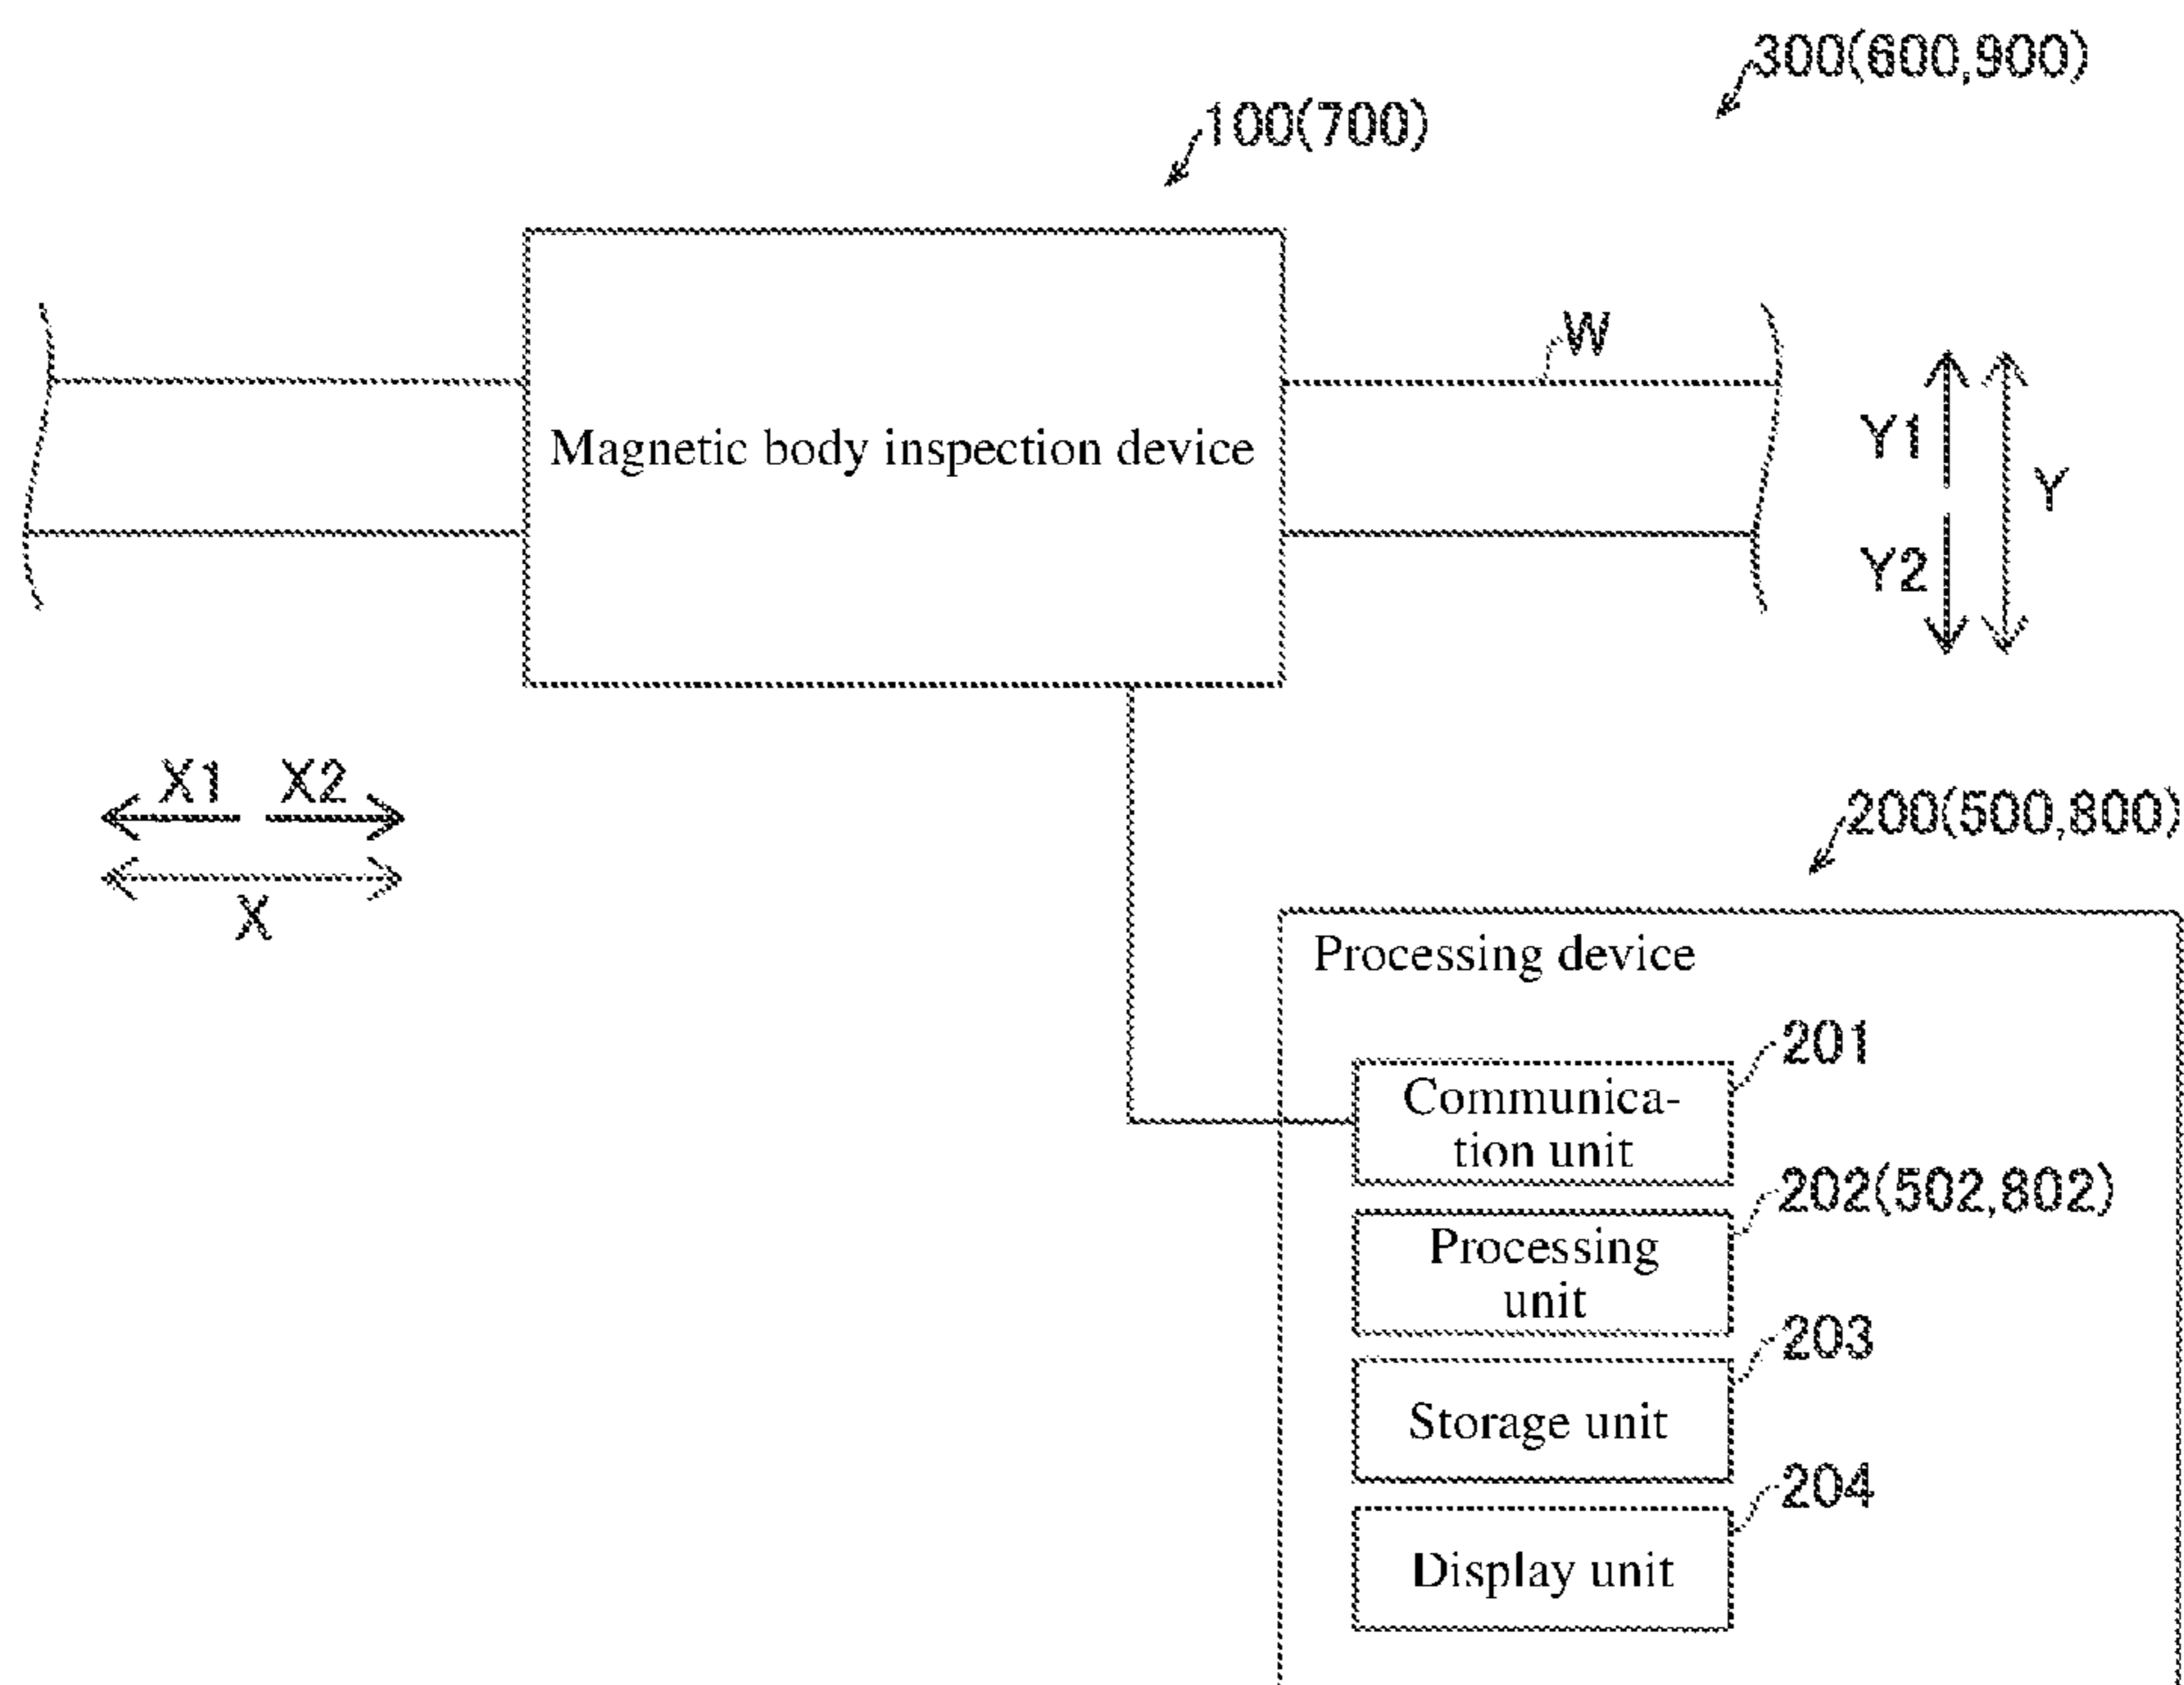 300(600,900)
100(700)
W
Magnetic body inspection device
Y1
Y
Y2
X1 X2
X
200(500,800)
Processing device
201
Communica-
tion unit
202(502,802)
Processing
unit
203
Storage unit
204
Display unit